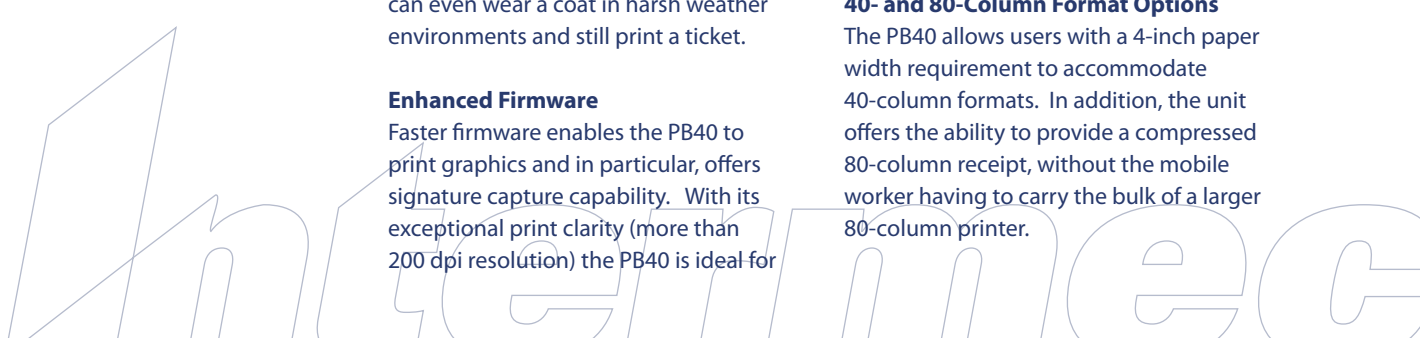 can even wear a coat in harsh weather
environments and still print a ticket.
Enhanced Firmware
Faster firmware enables the PB40 to
print graphics and in particular, offers
signature capture capability.   With its
exceptional print clarity (more than
200 dpi resolution) the PB40 is ideal for
40- and 80-Column Format Options
The PB40 allows users with a 4-inch paper
width requirement to accommodate
40-column formats.  In addition, the unit
offers the ability to provide a compressed
80-column receipt, without the mobile
worker having to carry the bulk of a larger
80-column printer.
Intermec